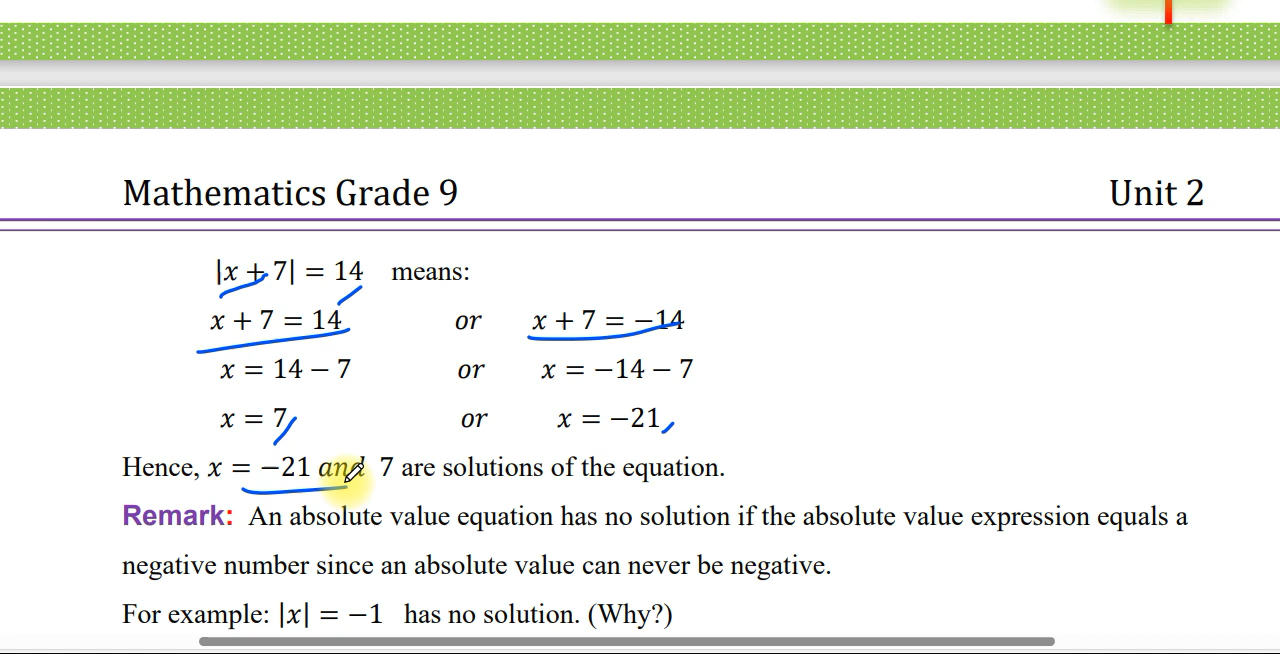 Mathematics Grade 9 Unit 2
|x + 7| = 14 means:
x + 7 = 14 or x + 7 = −14
x = 14 − 7 or x = −14 − 7
x = 7 or x = −21
Hence, x = −21 and 7 are solutions of the equation.
Remark: An absolute value equation has no solution if the absolute value expression equals a
negative number since an absolute value can never be negative.
For example: |x| = −1 has no solution. (Why?)